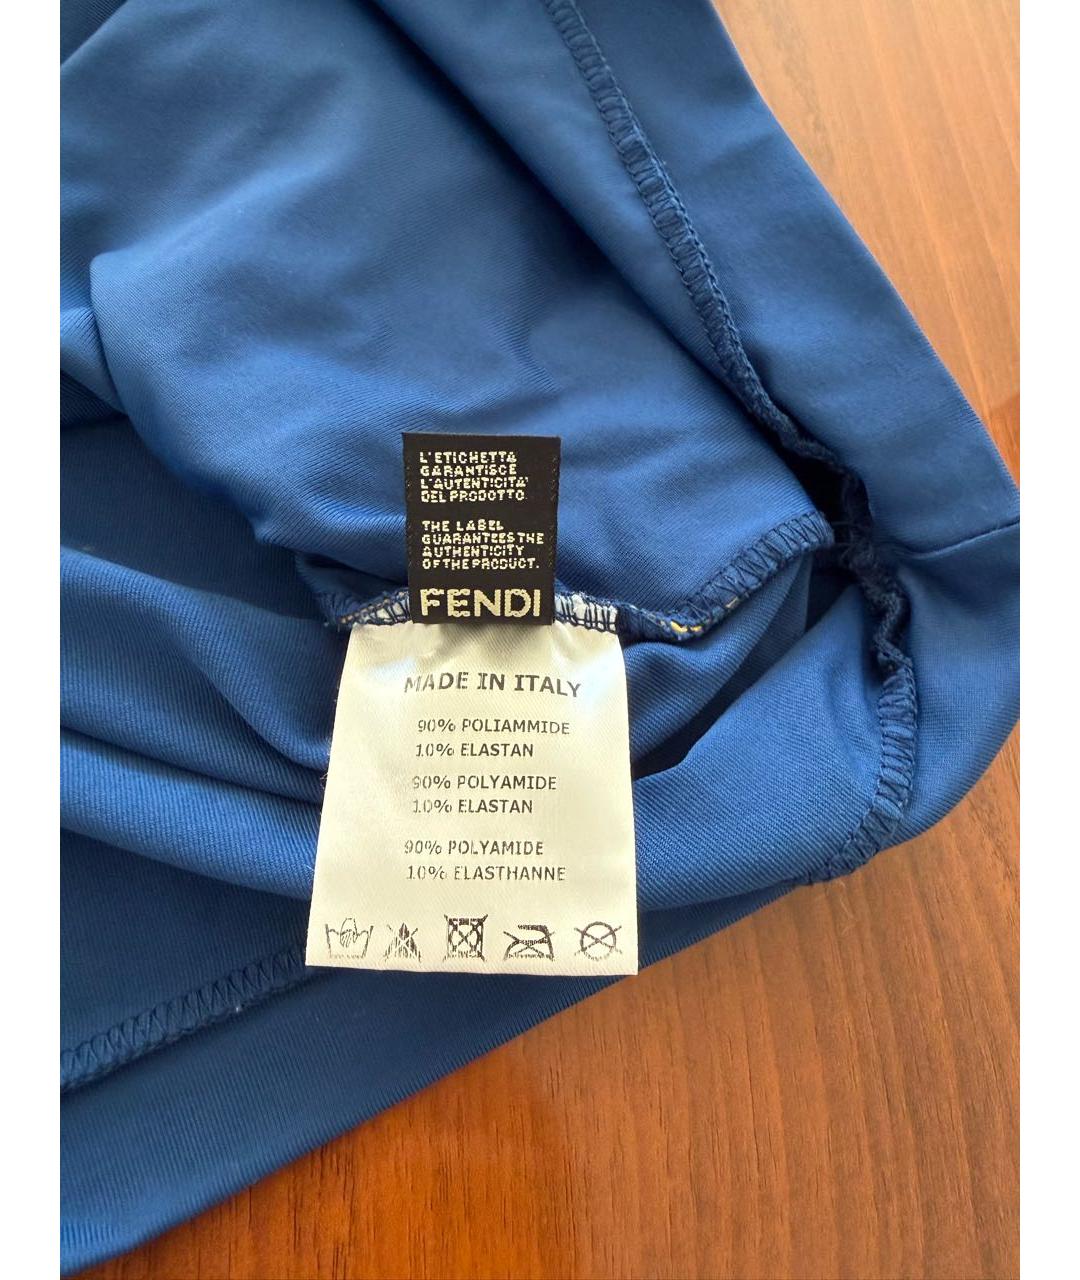 L'ETICHETTA
GARANTISCE
L'AUTENTICITA'
DEL PRODOTTO.
THE LABEL
GUARANTEES THE
AUTHENTICITY
OF THE PRODUCT.
FENDI
MADE IN ITALY
90% POLIAMMIDE
10% ELASTAN
90% POLYAMIDE
10% ELASTAN
90% POLYAMIDE
10% ELASTHANNE